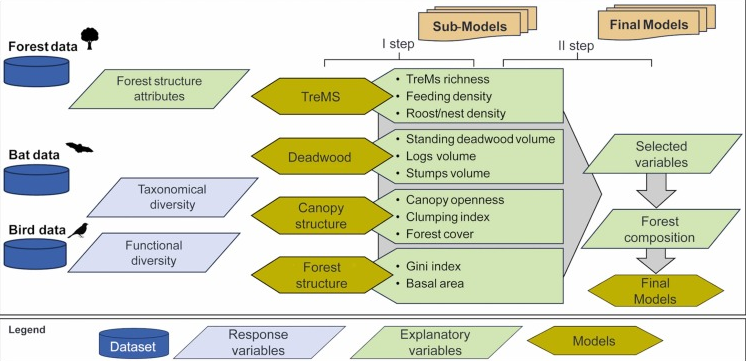 Sub-Models
Final Models
I step
II step
Forest data
Forest structure
attributes
TreMS
• TreMs richness
• Feeding density
• Roost/nest density
Bat data
Deadwood
• Standing deadwood volume
• Logs volume
• Stumps volume
Selected
variables
Taxonomical
diversity
Canopy
structure
• Canopy openness
• Clumping index
• Forest cover
Bird data
Functional
diversity
Forest
composition
Forest
structure
• Gini index
• Basal area
Final
Models
Legend
Dataset
Response
variables
Explanatory
variables
Models